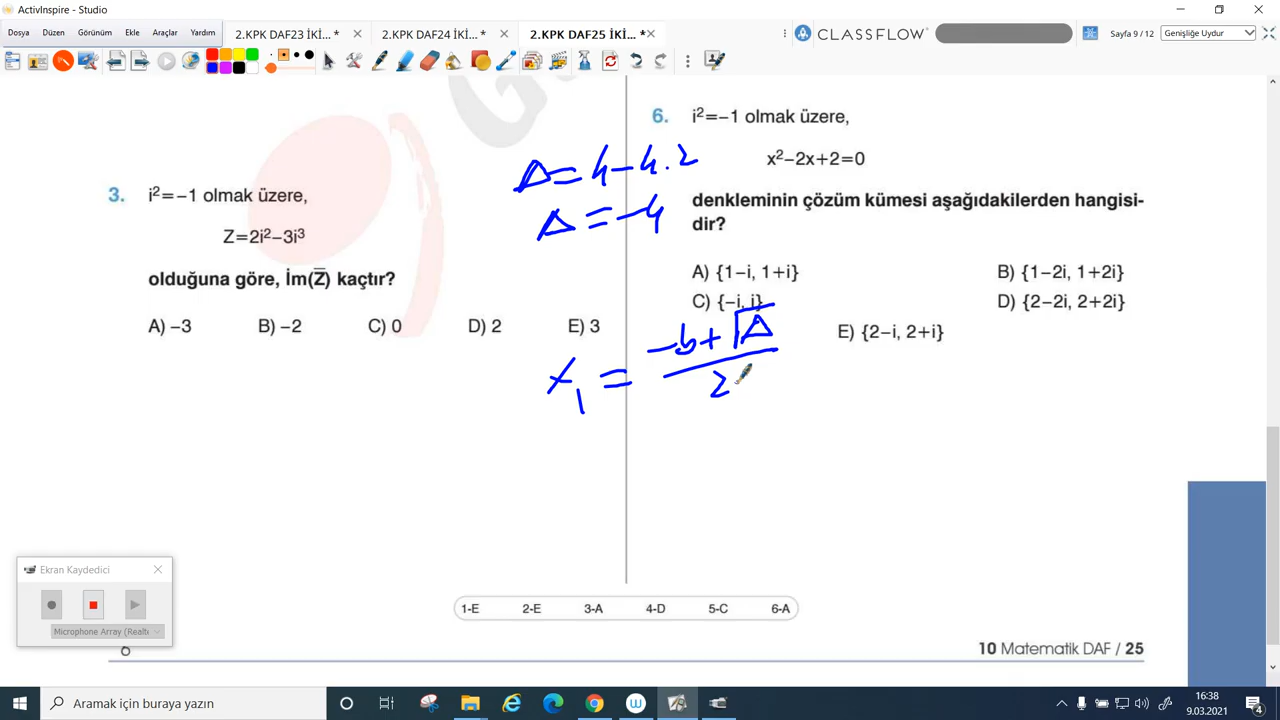 ActivInspire - Studio
Dosya Düzen Görünüm Ekle Araçlar Yardım
2.KPK DAF23 İKİ... *
2.KPK DAF24 İKİ... *
2.KPK DAF25 İKİ... *
CLASSFLOW
Sayfa 9 / 12
Genişliğe Uydur
3. i²=−1 olmak üzere,
Z=2i²−3i³
olduğuna göre, İm(Z̅) kaçtır?
A) −3 B) −2 C) 0 D) 2 E) 3
Δ = 4 − 4 . 2
Δ = −4
6. i²=−1 olmak üzere,
x²−2x+2=0
denkleminin çözüm kümesi aşağıdakilerden hangisi-
dir?
A) {1−i, 1+i} B) {1−2i, 1+2i}
C) {−i, i} D) {2−2i, 2+2i}
E) {2−i, 2+i}
x₁ = −b + √Δ
2
Ekran Kaydedici
Microphone Array (Realte
1-E 2-E 3-A 4-D 5-C 6-A
10 Matematik DAF / 25
Aramak için buraya yazın
16:38
9.03.2021
4